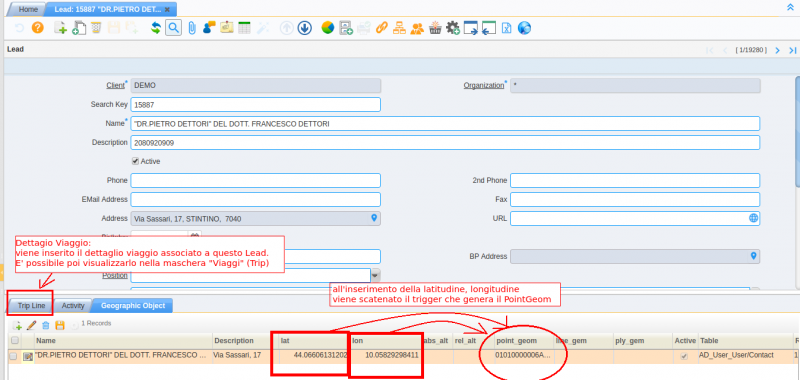 Home
Lead: 15887 "DR.PIETRO DET...
Lead
[ 1/19280 ]
Client
DEMO
Organization
*
Search Key
15887
Name
"DR.PIETRO DETTORI" DEL DOTT. FRANCESCO DETTORI
Description
2080920909
Active
Phone
2nd Phone
EMail Address
Fax
Address
Via Sassari, 17, STINTINO, 7040
URL
Dettagio Viaggio:
viene inserito il dettaglio viaggio associato a questo Lead.
E' possibile poi visualizzarlo nella maschera "Viaggi" (Trip)
BP Address
Position
all'inserimento della latitudine, longitudine
viene scatenato il trigger che genera il PointGeom
Trip Line
Activity
Geographic Object
1 Records
Name
Description
lat
lon
abs_alt
rel_alt
point_geom
line_gem
ply_gem
Active
Table
"DR.PIETRO DETTORI" DEL DOTT. FRANCESCO ...
Via Sassari, 17
44.06606131202
10.05829298411
01010000006A...
AD_User_User/Contact